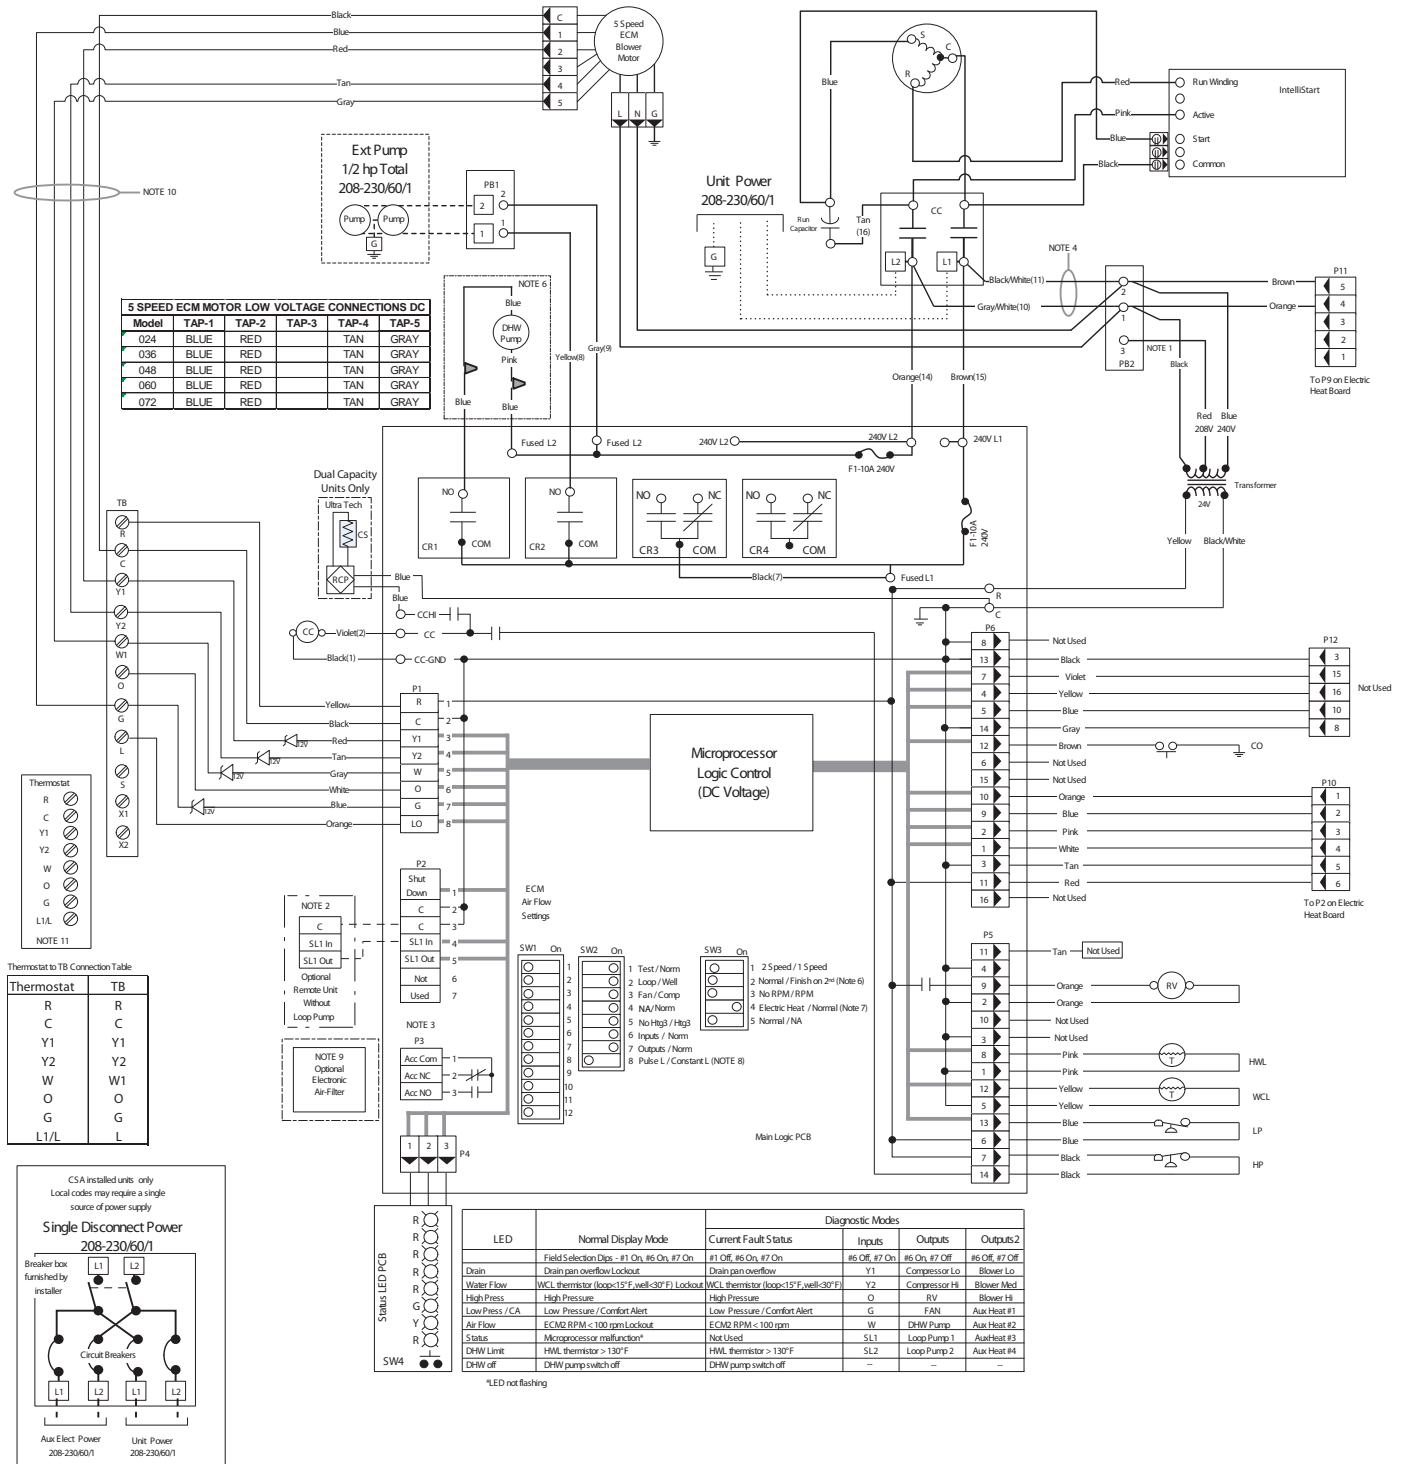 Black
Blue
Red
Tan
Gray
C
1
2
3
4
5
5 Speed
ECM
Blower
Motor
L N G
NOTE 10
Ext Pump
1/2 hp Total
208-230/60/1
Pump
Pump
G
PB1
2
2
1
1
Blue
S
C
R
Red
Pink
Blue
Black
Run Winding
Active
Start
Common
IntelliStart
Unit Power
208-230/60/1
G
Run
Capacitor
Tan
(16)
CC
L2
L1
NOTE 4
Black/White(11)
Gray/White(10)
2
1
3
PB2
NOTE 1
Brown
Orange
P11
5
4
3
2
1
To P9 on Electric
Heat Board
NOTE 6
Blue
DHW
Pump
Pink
Blue
Blue
Yellow(8)
Gray(9)
5 SPEED ECM MOTOR LOW VOLTAGE CONNECTIONS DC
Model TAP-1 TAP-2 TAP-3 TAP-4 TAP-5
024 BLUE RED TAN GRAY
036 BLUE RED TAN GRAY
048 BLUE RED TAN GRAY
060 BLUE RED TAN GRAY
072 BLUE RED TAN GRAY
Orange(14)
Brown(15)
Black
Red
208V
Blue
240V
Transformer
24V
Yellow
Black/White
Fused L2
Fused L2
240V L2
240V L2
240V L1
F1-10A 240V
F1-10A
240V
NO
CR1
COM
NO
CR2
COM
NO NC
CR3 COM
NO NC
CR4 COM
Black(7)
Fused L1
R
C
Dual Capacity
Units Only
Ultra Tech
CS
RCP
Blue
Blue
CCHI
CC
Violet(2)
CC
Black(1)
CC-GND
TB
R
C
Y1
Y2
W1
O
G
L
S
X1
X2
Yellow
Black
Red
Tan
Gray
White
Blue
Orange
12V
12V
12V
12V
P1
R 1
C 2
Y1 3
Y2 4
W 5
O 6
G 7
LO 8
Microprocessor
Logic Control
(DC Voltage)
P2
Shut
Down 1
C 2
C 3
SL1 In 4
SL1 Out 5
Not 6
Used 7
NOTE 2
C
SL1 In
SL1 Out
Optional
Remote Unit
Without
Loop Pump
NOTE 3
P3
Acc Com 1
Acc NC 2
Acc NO 3
NOTE 9
Optional
Electronic
Air-Filter
1 2 3
P4
ECM
Air Flow
Settings
SW1 On
1
2
3
4
5
6
7
8
9
10
11
12
SW2 On
1 Test / Norm
2 Loop / Well
3 Fan / Comp
4 NA/ Norm
5 No Htg3 / Htg3
6 Inputs / Norm
7 Outputs / Norm
8 Pulse L / Constant L (NOTE 8)
SW3 On
1 2 Speed / 1 Speed
2 Normal / Finish on 2nd (Note 6)
3 No RPM / RPM
4 Electric Heat / Normal (Note 7)
5 Normal / NA
Main Logic PCB
P6
8 Not Used
13 Black
7 Violet
4 Yellow
5 Blue
14 Gray
12 Brown
6 Not Used
15 Not Used
10 Orange
9 Blue
2 Pink
1 White
3 Tan
11 Red
16 Not Used
CO
P12
3
15
16
10
8
Not Used
P10
1
2
3
4
5
6
To P2 on Electric
Heat Board
P5
11 Tan Not Used
4
9 Orange
2 Orange
10 Not Used
3 Not Used
8 Pink
1 Pink
12 Yellow
5 Yellow
13 Blue
6 Blue
7 Black
14 Black
RV
T
HWL
T
WCL
LP
HP
Thermostat
R
C
Y1
Y2
W
O
G
L1/L
NOTE 11
Thermostat to TB Connection Table
Thermostat TB
R R
C C
Y1 Y1
Y2 Y2
W W1
O O
G G
L1/L L
CSA installed units only
Local codes may require a single
source of power supply
Single Disconnect Power
208-230/60/1
Breaker box
furnished by
installer
L1 L2
Circuit Breakers
L1 L2 L1 L2
Aux Elect Power
208-230/60/1
Unit Power
208-230/60/1
Status LED PCB
R
R
R
R
R
G
Y
R
SW4
Diagnostic Modes
LED Normal Display Mode Current Fault Status Inputs Outputs Outputs2
Field Selection Dips - #1 On, #6 On, #7 On #1 Off, #6 On, #7 On #6 Off, #7 On #6 On, #7 Off #6 Off, #7 Off
Drain Drain pan overflow Lockout Drain pan overflow Y1 Compressor Lo Blower Lo
Water Flow WCL thermistor (loop<15°F,well<30°F) Lockout WCL thermistor (loop<15°F,well<30°F) Y2 Compressor Hi Blower Med
High Press High Pressure High Pressure O RV Blower Hi
Low Press / CA Low Pressure / Comfort Alert Low Pressure / Comfort Alert G FAN Aux Heat #1
Air Flow ECM2 RPM < 100 rpm Lockout ECM2 RPM < 100 rpm W DHW Pump Aux Heat #2
Status Microprocessor malfunction* Not Used SL1 Loop Pump 1 AuxHeat #3
DHW Limit HWL thermistor > 130°F HWL thermistor > 130°F SL2 Loop Pump 2 Aux Heat #4
DHW off DHW pump switch off DHW pump switch off – – –
*LED not flashing